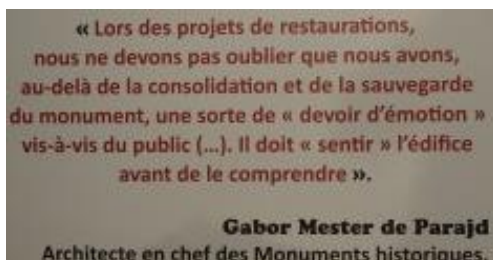 « Lors des projets de restaurations,
nous ne devons pas oublier que nous avons,
au-delà de la consolidation et de la sauvegarde
du monument, une sorte de « devoir d'émotion »
vis-à-vis du public (...). Il doit « sentir » l'édifice
avant de le comprendre ».
Gabor Mester de Parajd
Architecte en chef des Monuments historiques.